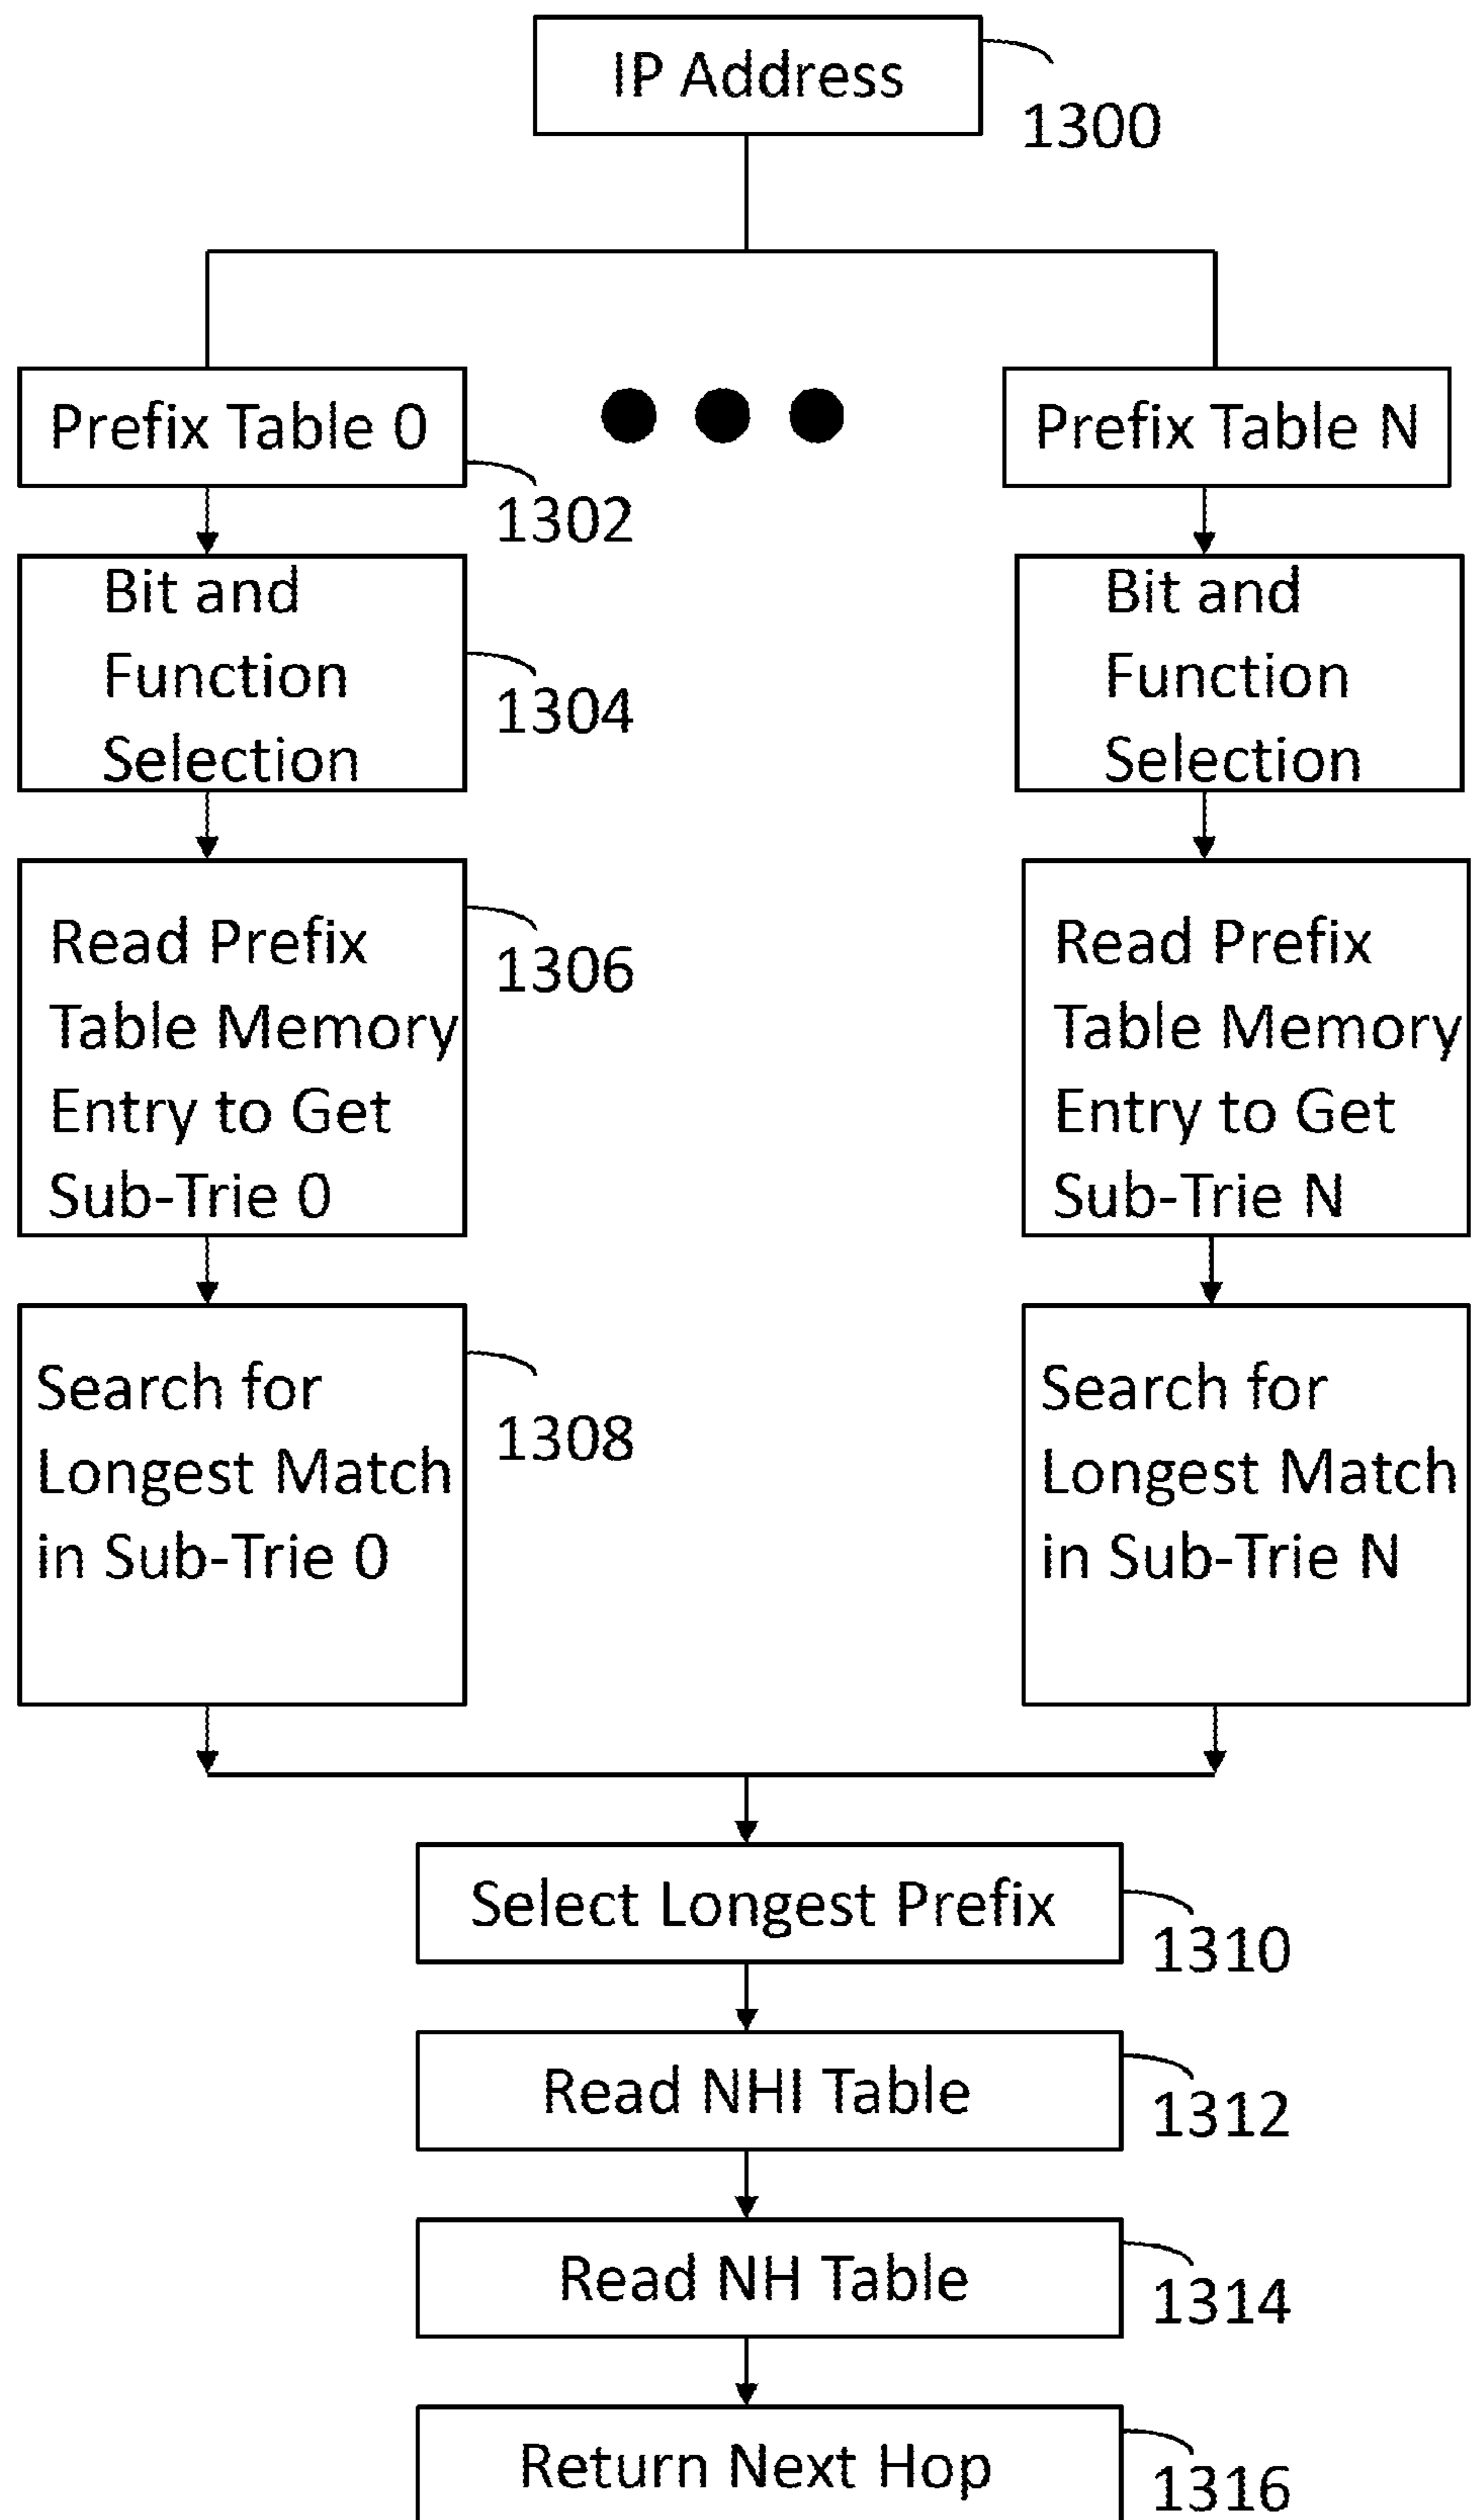 IP Address
1300
Prefix Table 0
1302
Prefix Table N
Bit and
Function
Selection
1304
Bit and
Function
Selection
Read Prefix
Table Memory
Entry to Get
Sub-Trie 0
1306
Read Prefix
Table Memory
Entry to Get
Sub-Trie N
Search for
Longest Match
in Sub-Trie 0
1308
Search for
Longest Match
in Sub-Trie N
Select Longest Prefix
1310
Read NHI Table
1312
Read NH Table
1314
Return Next Hop
1316